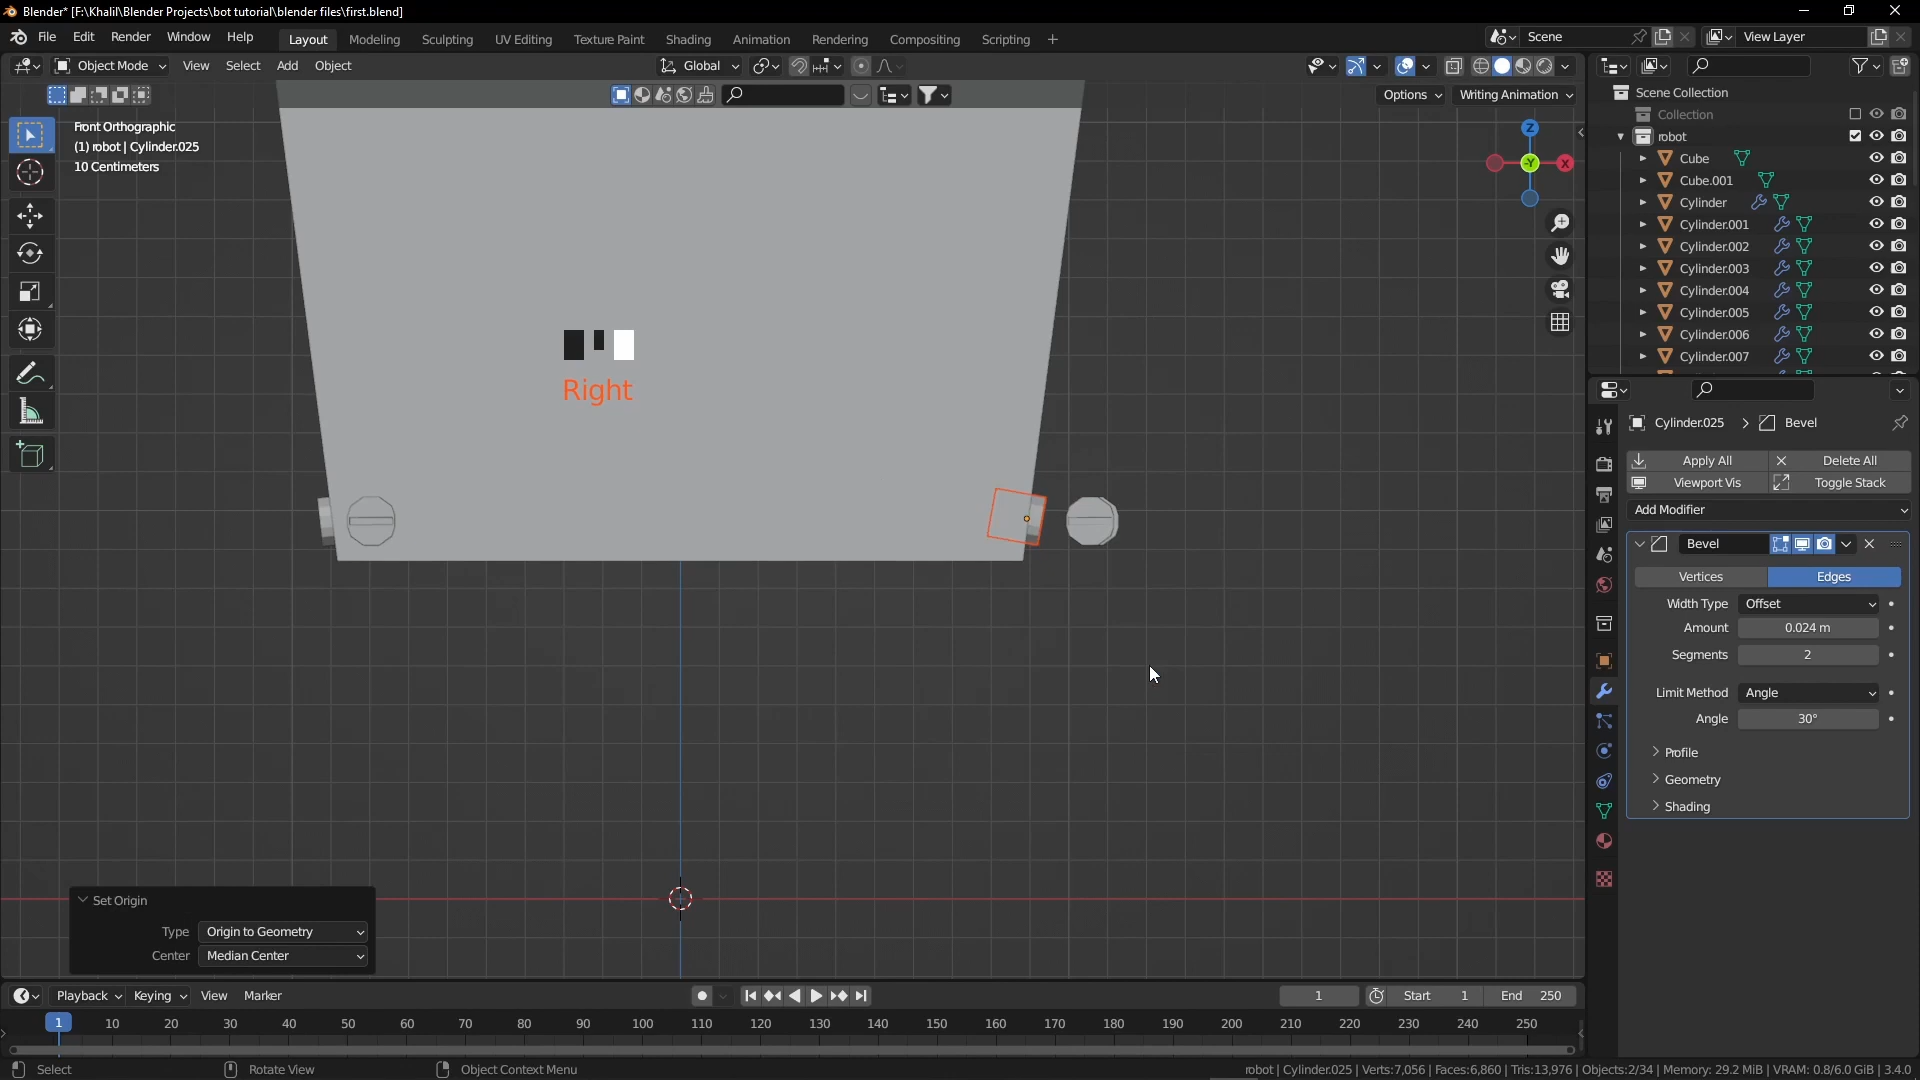 Blender* [F:\Khalil\Blender Projects\bot tutorial\blender files\first.blend]
File Edit Render Window Help Layout Modeling Sculpting UV Editing Texture Paint Shading Animation Rendering Compositing Scripting + Scene View Layer
Object Mode View Select Add Object Global
Options Writing Animation
Front Orthographic
(1) robot | Cylinder.025
10 Centimeters
Z
-Y
X
Right
Scene Collection
Collection
robot
Cube
Cube.001
Cylinder
Cylinder.001
Cylinder.002
Cylinder.003
Cylinder.004
Cylinder.005
Cylinder.006
Cylinder.007
Cylinder.025 > Bevel
Apply All Delete All
Viewport Vis Toggle Stack
Add Modifier
Bevel
Vertices Edges
Width Type Offset
Amount 0.024 m
Segments 2
Limit Method Angle
Angle 30°
Profile
Geometry
Shading
Set Origin
Type Origin to Geometry
Center Median Center
Playback Keying View Marker 1 Start 1 End 250
1 10 20 30 40 50 60 70 80 90 100 110 120 130 140 150 160 170 180 190 200 210 220 230 240 250
Select Rotate View Object Context Menu robot | Cylinder.025 | Verts:7,056 | Faces:6,860 | Tris:13,976 | Objects:2/34 | Memory: 29.2 MiB | VRAM: 0.8/6.0 GiB | 3.4.0